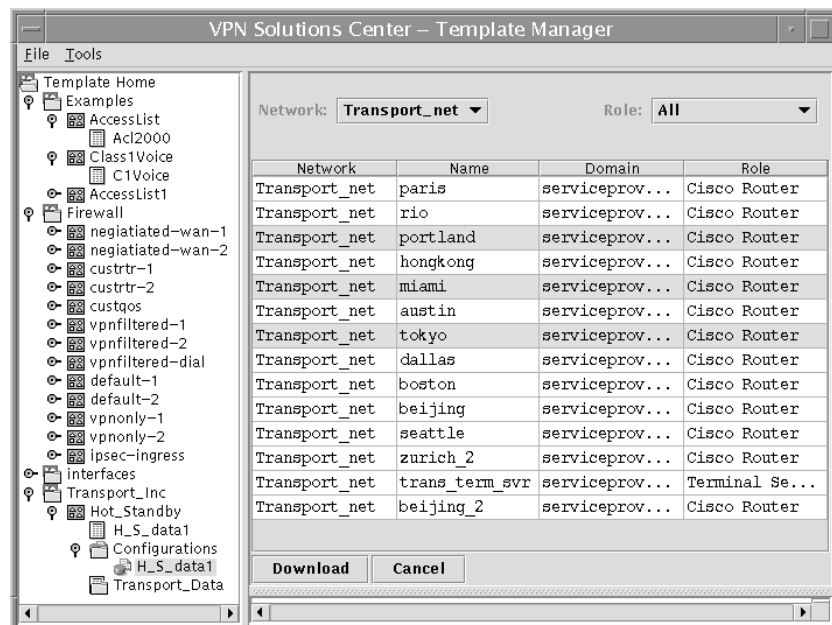 VPN Solutions Center – Template Manager
File Tools
Template Home
Examples
AccessList
Acl2000
Class1Voice
C1Voice
AccessList1
Firewall
negiatiated-wan-1
negiatiated-wan-2
custrtr-1
custrtr-2
custqos
vpnfiltered-1
vpnfiltered-2
vpnfiltered-dial
default-1
default-2
vpnonly-1
vpnonly-2
ipsec-ingress
interfaces
Transport_Inc
Hot_Standby
H_S_data1
Configurations
H_S_data1
Transport_Data
Network: Transport_net Role: All
Network Name Domain Role
Transport_net paris serviceprov... Cisco Router
Transport_net rio serviceprov... Cisco Router
Transport_net portland serviceprov... Cisco Router
Transport_net hongkong serviceprov... Cisco Router
Transport_net miami serviceprov... Cisco Router
Transport_net austin serviceprov... Cisco Router
Transport_net tokyo serviceprov... Cisco Router
Transport_net dallas serviceprov... Cisco Router
Transport_net boston serviceprov... Cisco Router
Transport_net beijing serviceprov... Cisco Router
Transport_net seattle serviceprov... Cisco Router
Transport_net zurich_2 serviceprov... Cisco Router
Transport_net trans_term_svr serviceprov... Terminal Se...
Transport_net beijing_2 serviceprov... Cisco Router
Download Cancel